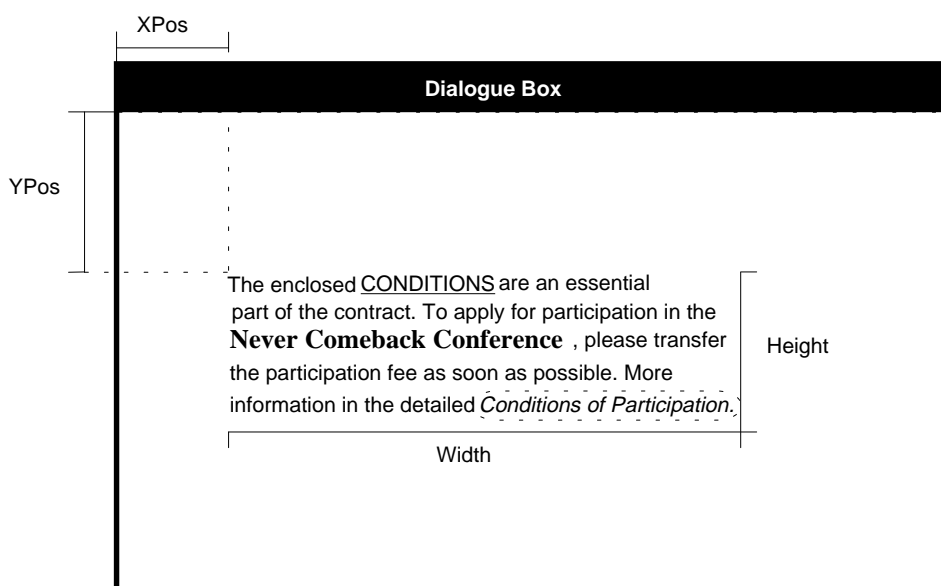 XPos
Dialogue Box
YPos
The enclosed CONDITIONS are an essential
part of the contract. To apply for participation in the
Never Comeback Conference , please transfer
the participation fee as soon as possible. More
information in the detailed Conditions of Participation.
Height
Width